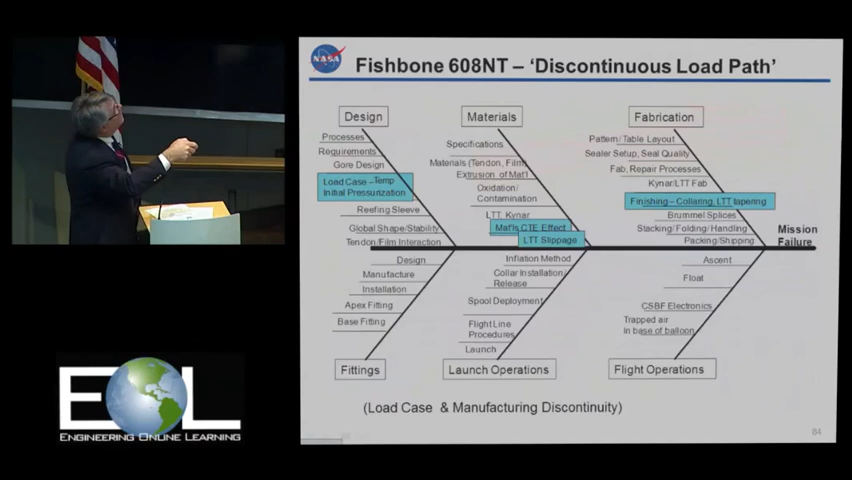 NASA
Fishbone 608NT – ‘Discontinuous Load Path’
Design
Materials
Fabrication
Processes
Requirements
Gore Design
Load Case –Temp
Initial Pressurization
Reefing Sleeve
Global Shape/Stability
Tendon/Film Interaction
Specifications
Materials (Tendon, Film,
Extrusion of Mat'l
Oxidation/
Contamination
LTT, Kynar
Mat'ls CTE Effect
LTT Slippage
Pattern/ Table Layout
Sealer Setup, Seal Quality
Fab, Repair Processes
Kynar/LTT Fab
Finishing – Collaring, LTT tapering
Brummel Splices
Stacking/Folding/Handling
Packing/Shipping
Mission
Failure
Design
Manufacture
Installation
Apex Fitting
Base Fitting
Inflation Method
Collar Installation/
Release
Spool Deployment
Flight Line
Procedures
Launch
Ascent
Float
CSBF Electronics
Trapped air
In base of balloon
Fittings
Launch Operations
Flight Operations
(Load Case & Manufacturing Discontinuity)
84
EOL
ENGINEERING ONLINE LEARNING